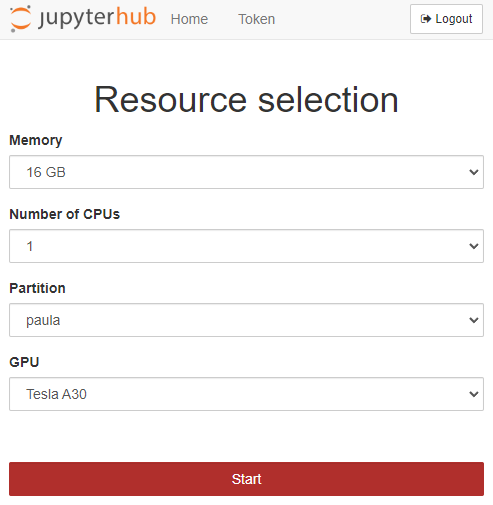 jupyterhub Home Token Logout
Resource selection
Memory
16 GB
Number of CPUs
1
Partition
paula
GPU
Tesla A30
Start